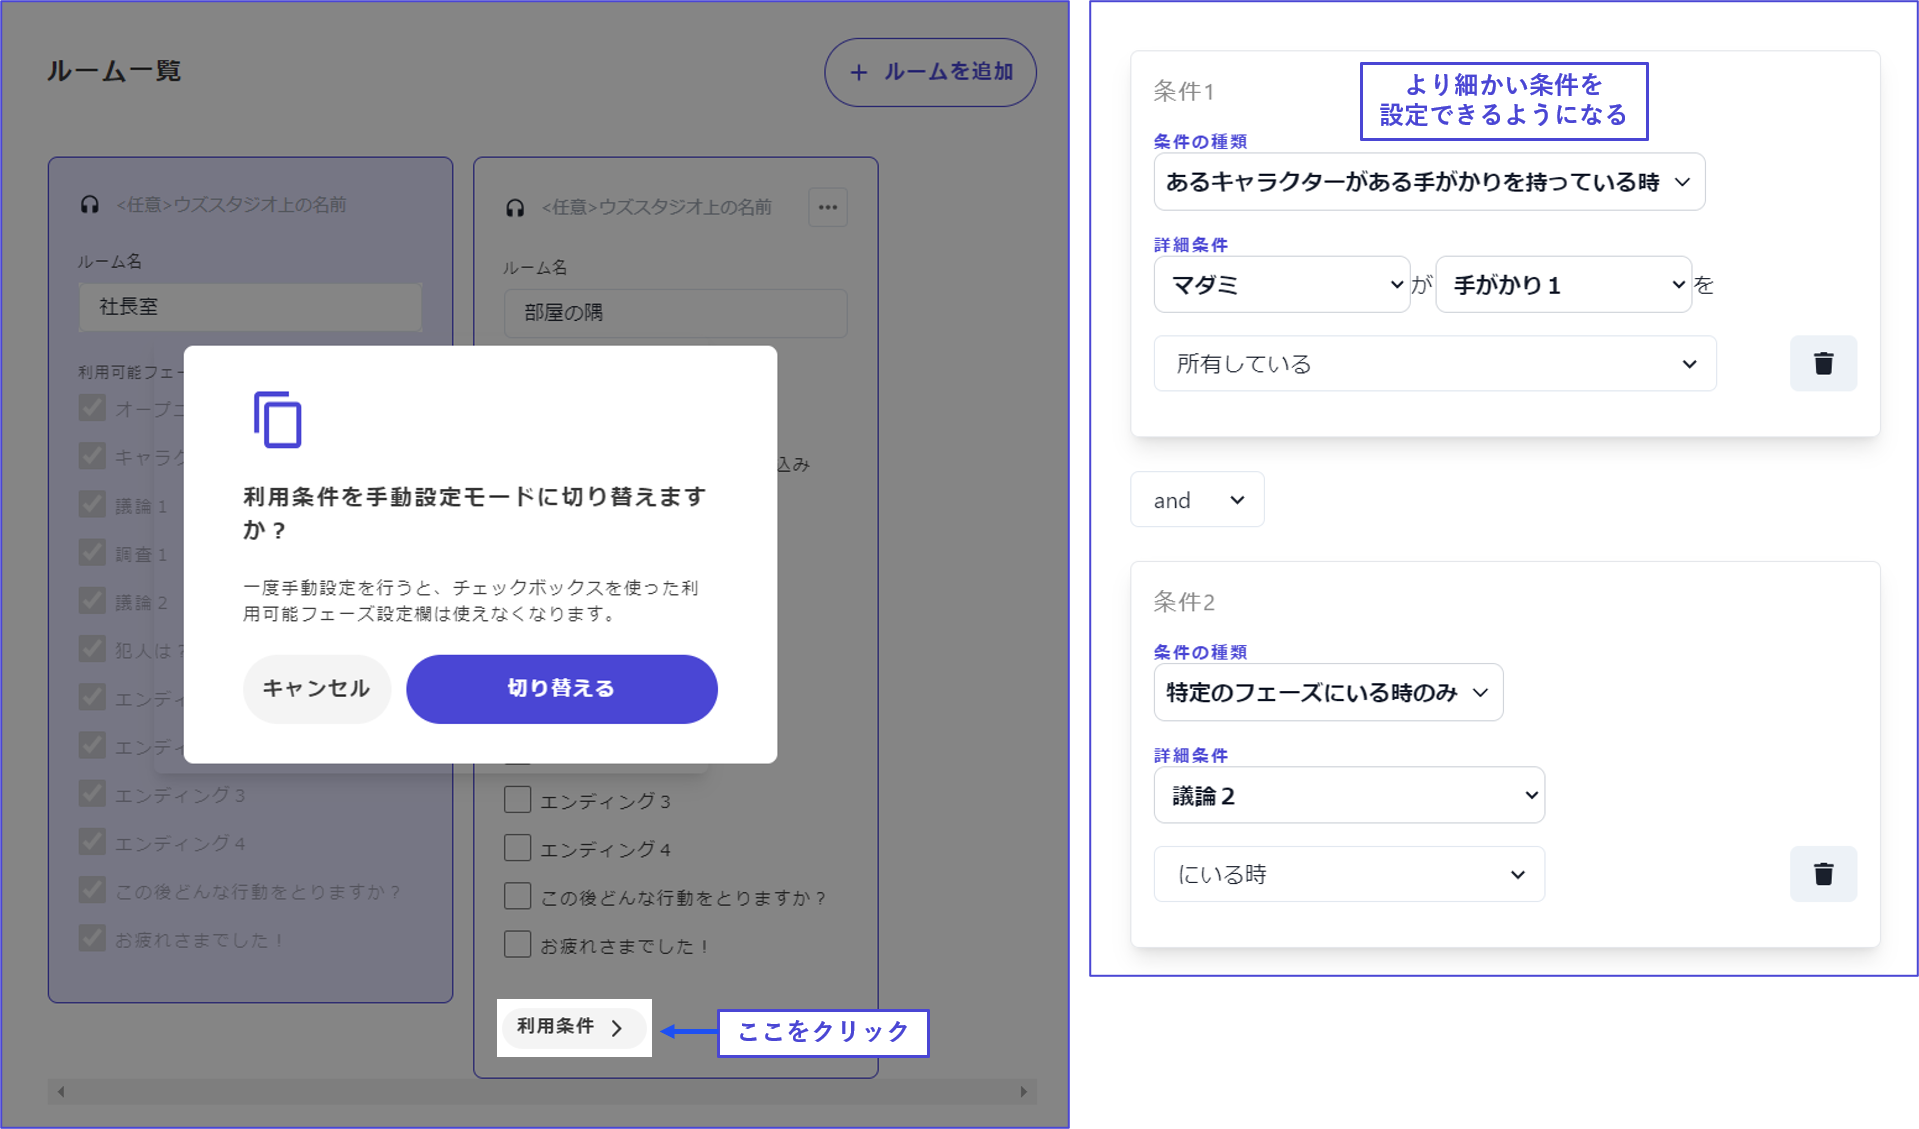 ルーム一覧
＋ ルームを追加
<任意>ウズスタジオ上の名前
ルーム名
社長室
利用可能フェー
オープニ
キャラク
議論１
調査１
議論２
犯人は？
エンディ
エンディ
エンディング３
エンディング４
この後どんな行動をとりますか？
お疲れさまでした！
<任意>ウズスタジオ上の名前
ルーム名
部屋の隅
込み
エンディング３
エンディング４
この後どんな行動をとりますか？
お疲れさまでした！
利用条件
ここをクリック
利用条件を手動設定モードに切り替えます
か？
一度手動設定を行うと、チェックボックスを使った利
用可能フェーズ設定欄は使えなくなります。
キャンセル
切り替える
条件1
より細かい条件を
設定できるようになる
条件の種類
あるキャラクターがある手がかりを持っている時
詳細条件
マダミ が 手がかり１ を
所有している
and
条件2
条件の種類
特定のフェーズにいる時のみ
詳細条件
議論２
にいる時